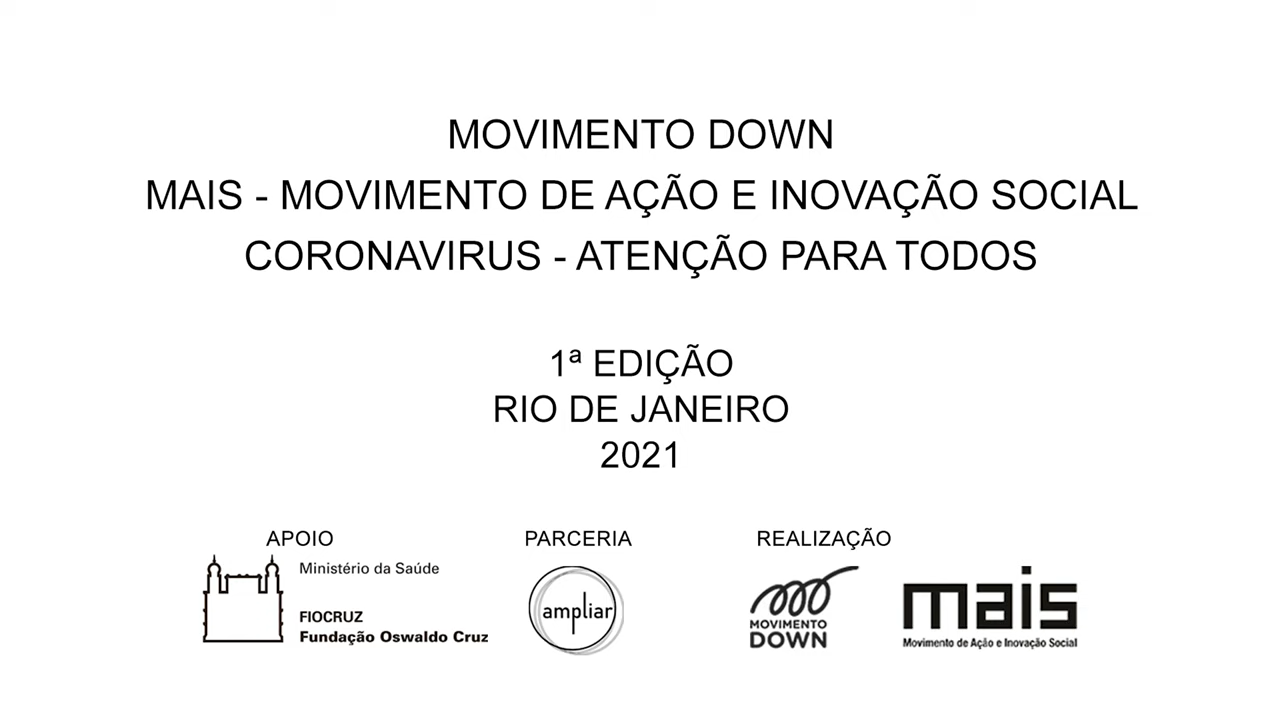 MOVIMENTO DOWN
MAIS - MOVIMENTO DE AÇÃO E INOVAÇÃO SOCIAL
CORONAVIRUS - ATENÇÃO PARA TODOS
1ª EDIÇÃO
RIO DE JANEIRO
2021
APOIO
Ministério da Saúde
FIOCRUZ
Fundação Oswaldo Cruz
PARCERIA
ampliar
REALIZAÇÃO
MOVIMENTO
DOWN
mais
Movimento de Ação e Inovação Social